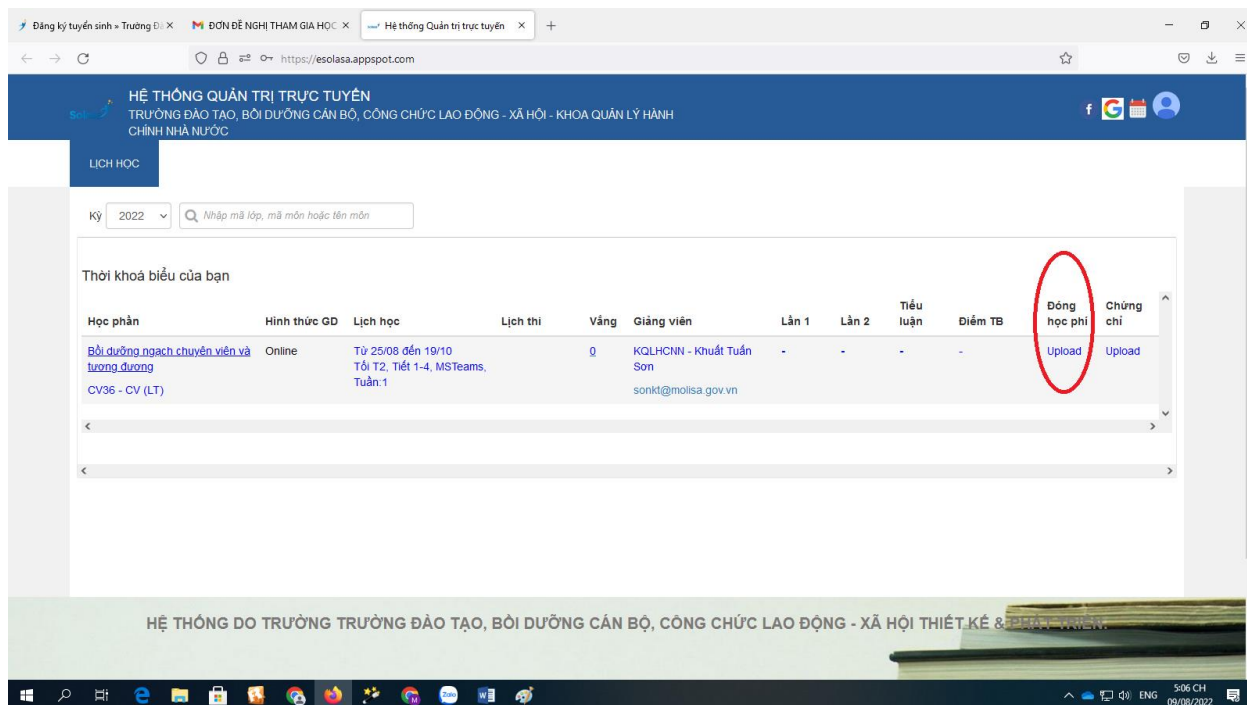 Đăng ký tuyển sinh » Trường Đà
ĐƠN ĐỀ NGHỊ THAM GIA HỌC
Hệ thống Quản trị trực tuyến
https://esolasa.appspot.com
HỆ THỐNG QUẢN TRỊ TRỰC TUYẾN
TRƯỜNG ĐÀO TẠO, BỒI DƯỠNG CÁN BỘ, CÔNG CHỨC LAO ĐỘNG - XÃ HỘI - KHOA QUẢN LÝ HÀNH
CHÍNH NHÀ NƯỚC
LỊCH HỌC
Kỳ 2022 Nhập mã lớp, mã môn hoặc tên môn
Thời khoá biểu của bạn
Học phần Hình thức GD Lịch học Lịch thi Vắng Giảng viên Lần 1 Lần 2 Tiểu luận Điểm TB Đóng học phí Chứng chỉ
Bồi dưỡng ngạch chuyên viên và Online Từ 25/08 đến 19/10 0 KQLHCNN - Khuất Tuấn - - - - Upload Upload
tương đương Tối T2, Tiết 1-4, MSTeams, Sơn
CV36 - CV (LT) Tuần:1 sonkt@molisa.gov.vn
HỆ THỐNG DO TRƯỜNG TRƯỜNG ĐÀO TẠO, BỒI DƯỠNG CÁN BỘ, CÔNG CHỨC LAO ĐỘNG - XÃ HỘI THIẾT KẾ & PHÁT TRIỂN.
Zalo
ENG 5:06 CH
09/08/2022